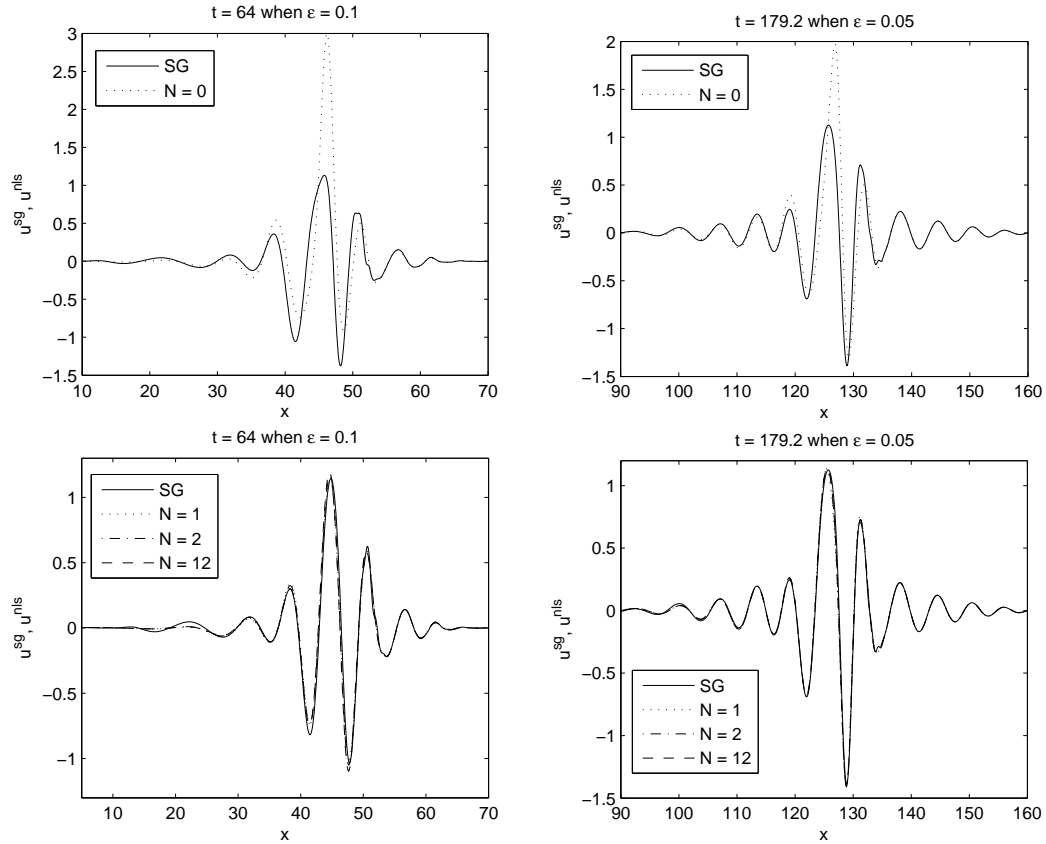 t = 64 when ε = 0.1
3
2.5
2
1.5
1
0.5
0
−0.5
−1
−1.5
10 20 30 40 50 60 70
x
u^sg, u^nls
SG
N = 0
t = 179.2 when ε = 0.05
2
1.5
1
0.5
0
−0.5
−1
−1.5
90 100 110 120 130 140 150 160
x
u^sg, u^nls
SG
N = 0
t = 64 when ε = 0.1
1
0.5
0
−0.5
−1
10 20 30 40 50 60 70
x
u^sg, u^nls
SG
N = 1
N = 2
N = 12
t = 179.2 when ε = 0.05
1
0.5
0
−0.5
−1
−1.5
90 100 110 120 130 140 150 160
x
u^sg, u^nls
SG
N = 1
N = 2
N = 12